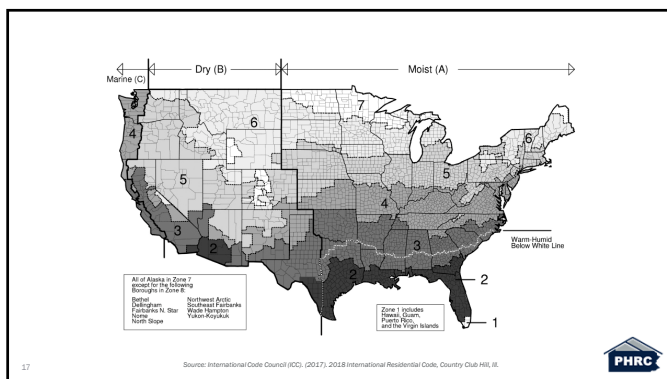 Marine (C)
Dry (B)
Moist (A)
7
6
6
4
5
5
4
3
3
Warm-Humid
Below White Line
2
2
2
1
All of Alaska in Zone 7
except for the following
Boroughs in Zone 8:
Bethel
Dellingham
Fairbanks N. Star
Nome
North Slope
Northwest Arctic
Southeast Fairbanks
Wade Hampton
Yukon-Koyukuk
Zone 1 includes
Hawaii, Guam,
Puerto Rico,
and the Virgin Islands
17
Source: International Code Council (ICC). (2017). 2018 International Residential Code, Country Club Hill, Ill.
PHRC